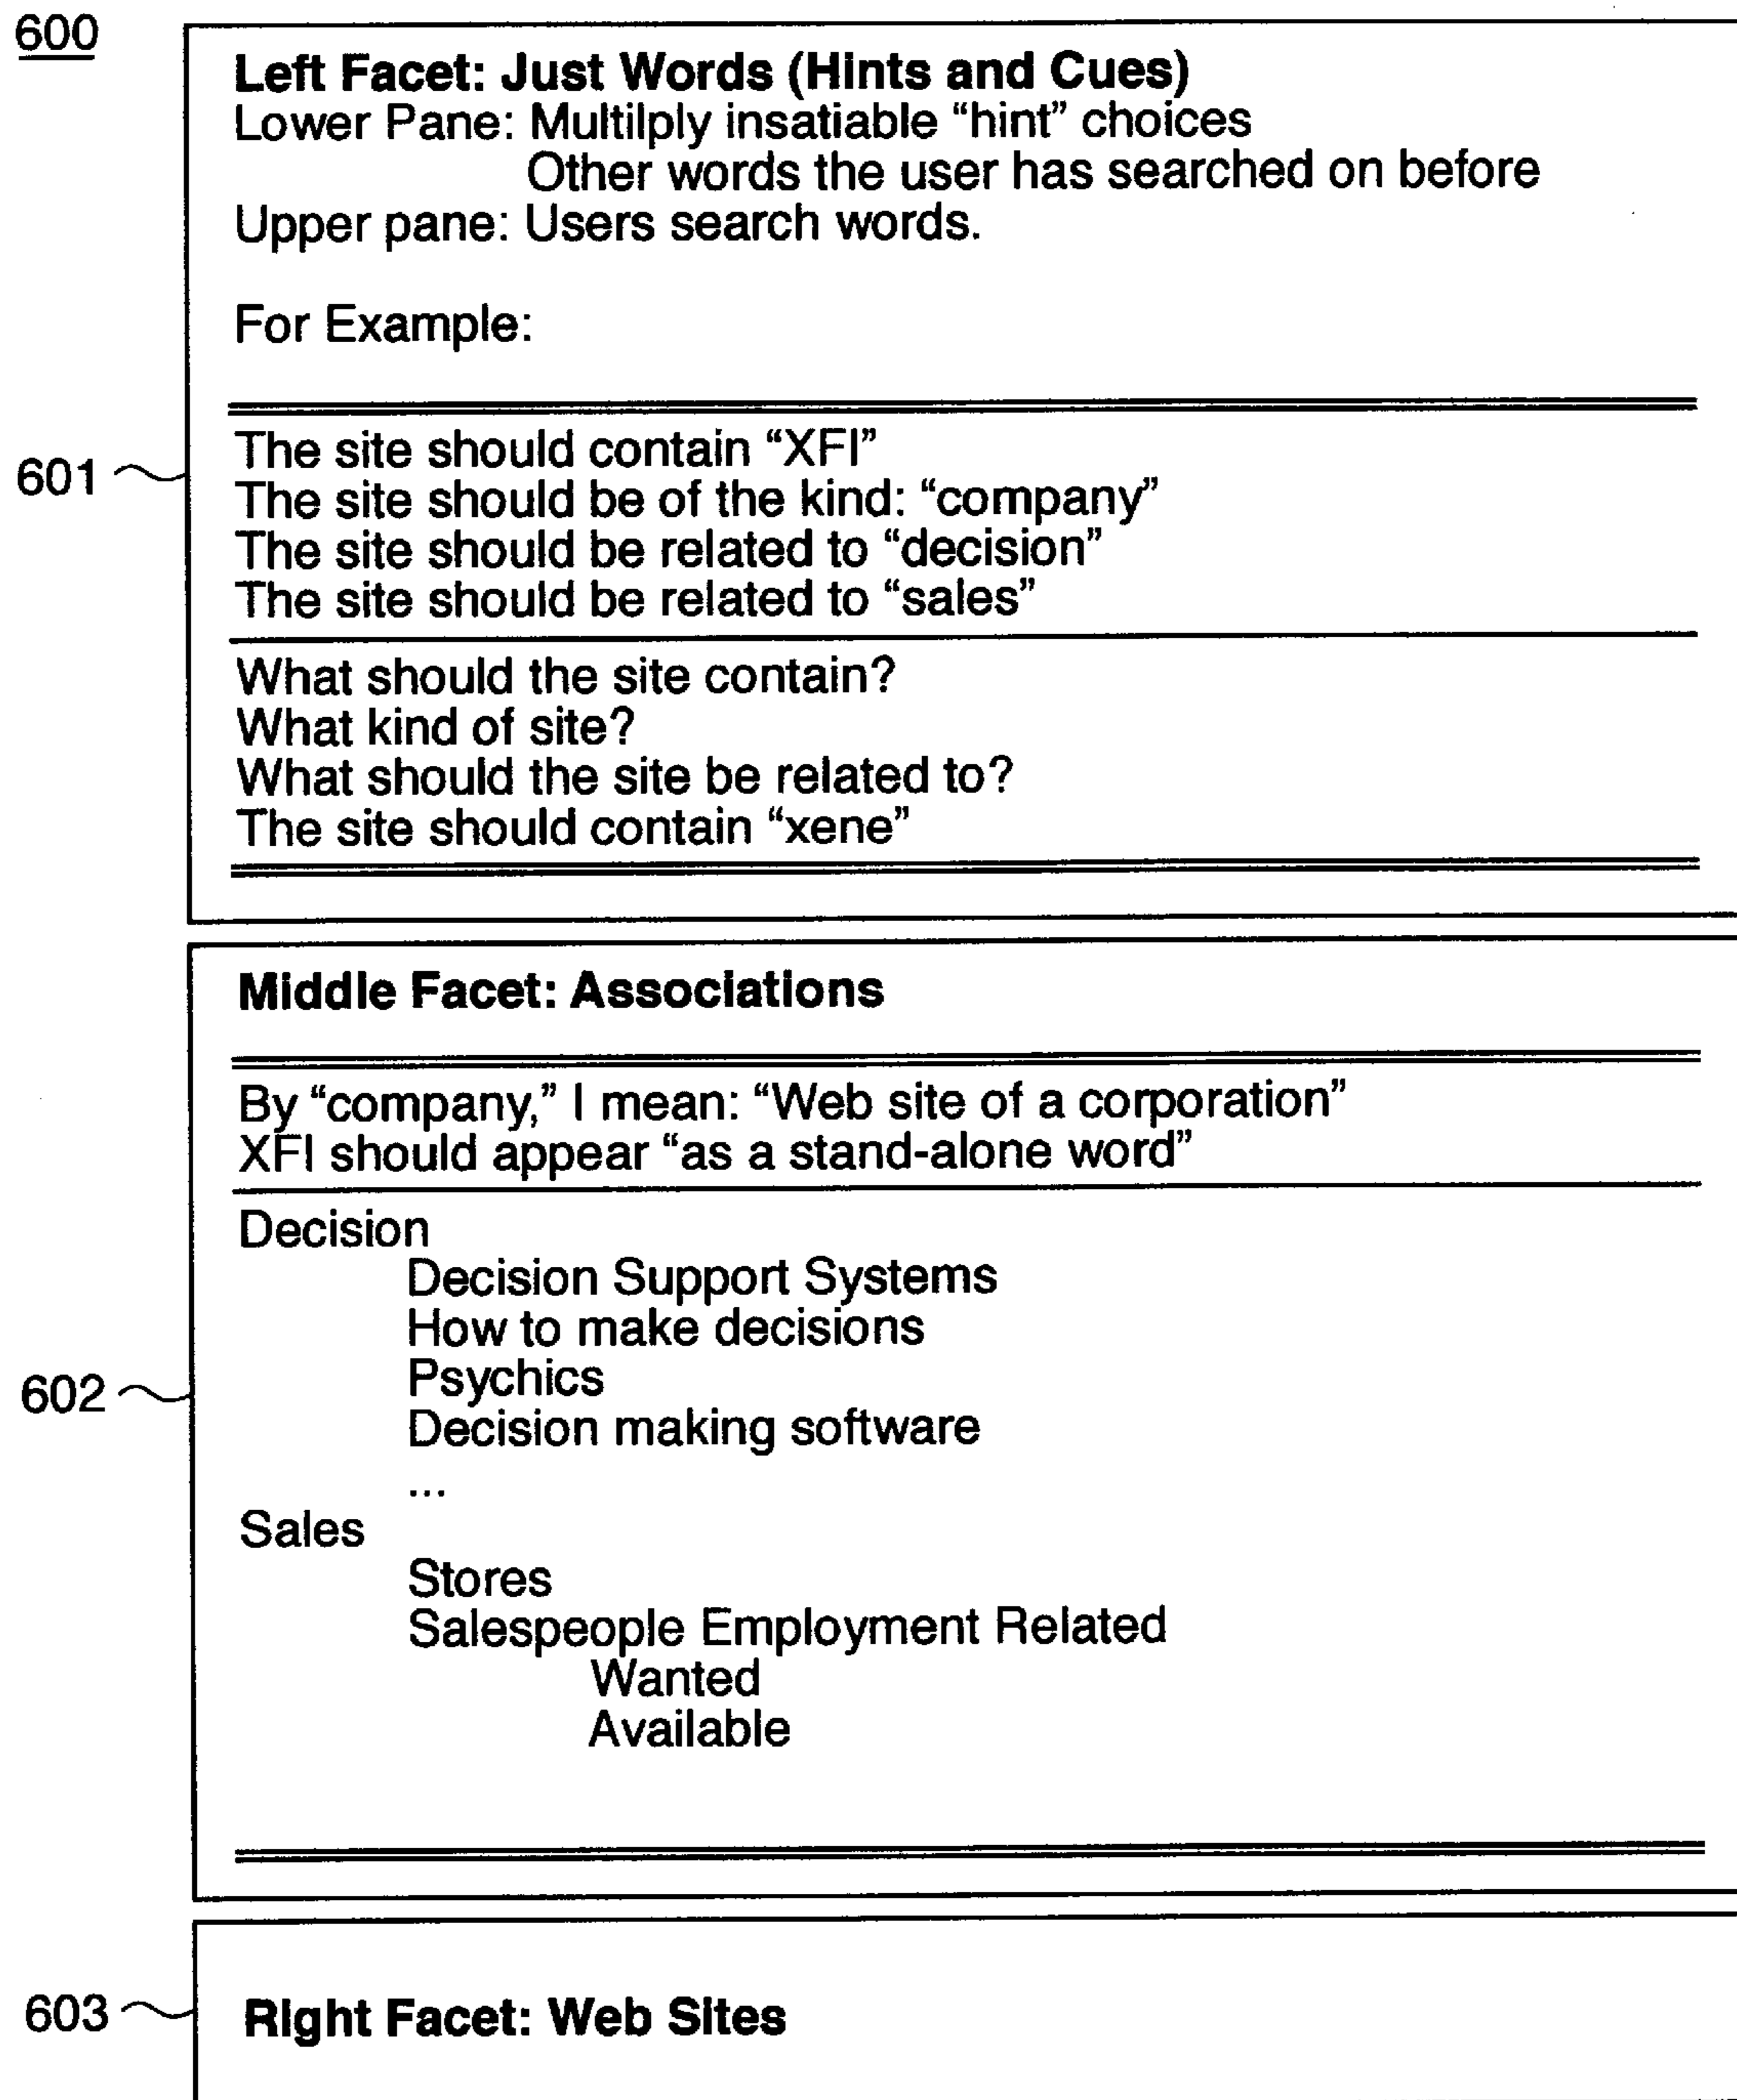 600
Left Facet: Just Words (Hints and Cues)
Lower Pane: Multilply insatiable “hint” choices
Other words the user has searched on before
Upper pane: Users search words.
For Example:
601
The site should contain “XFI”
The site should be of the kind: “company”
The site should be related to “decision”
The site should be related to “sales”
What should the site contain?
What kind of site?
What should the site be related to?
The site should contain “xene”
Middle Facet: Associations
By “company,” I mean: “Web site of a corporation”
XFI should appear “as a stand-alone word”
602
Decision
Decision Support Systems
How to make decisions
Psychics
Decision making software
...
Sales
Stores
Salespeople Employment Related
Wanted
Available
603
Right Facet: Web Sites